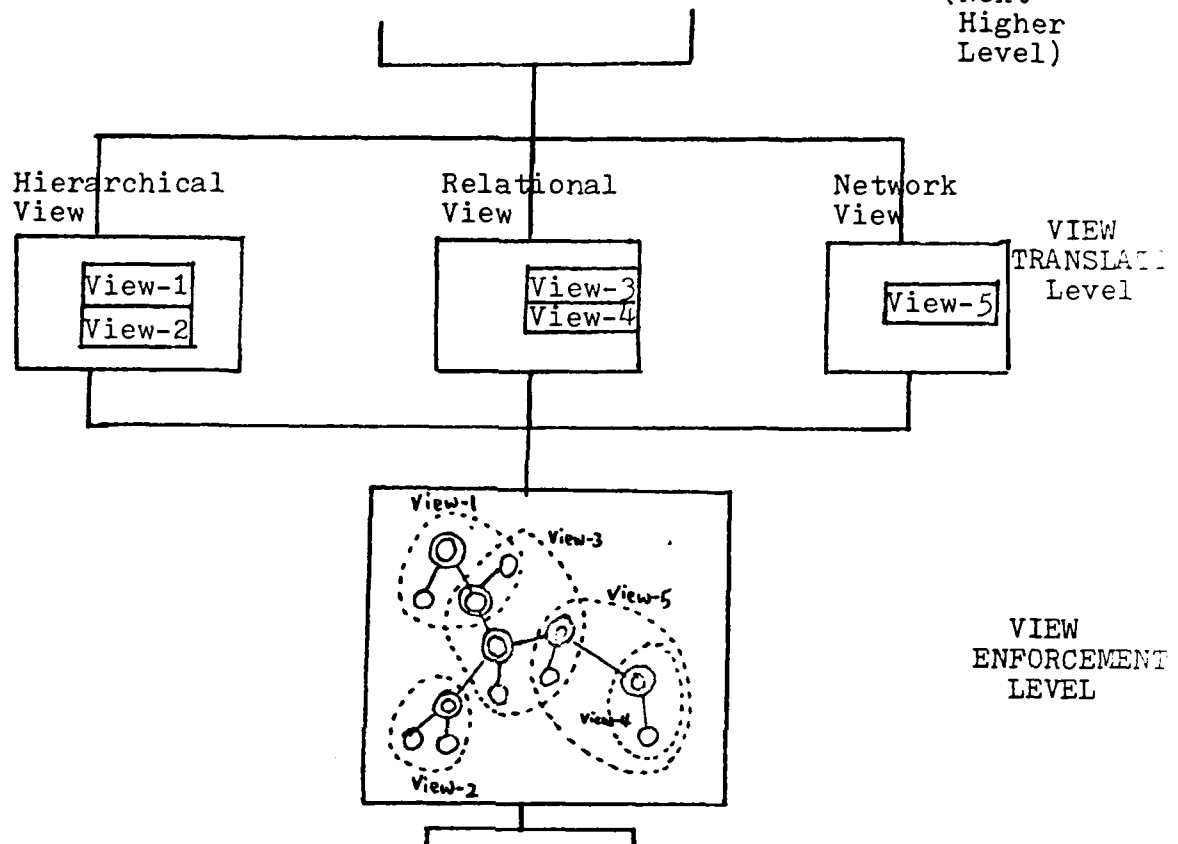 Higher
Level)
Hierarchical
View
Relational
View
Network
View
VIEW
Level
View-1
View-2
View-3
View-4
View-5
View-1
View-3
View-5
View-4
View-2
VIEW
ENFORCEMENT
LEVEL